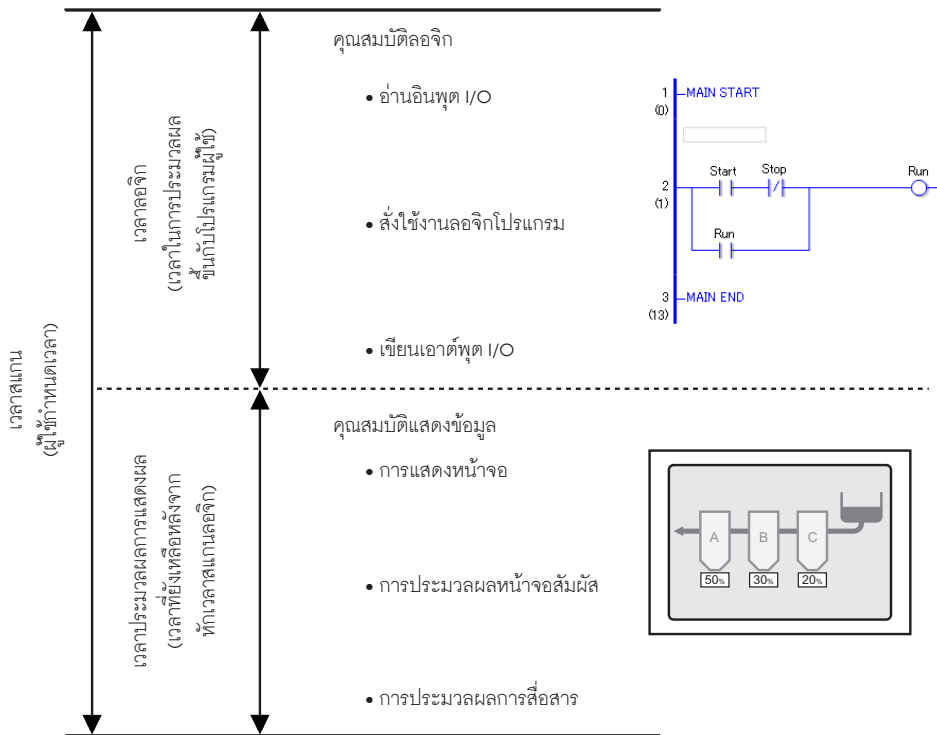 เวลาสแกน
(ผู้ใช้กำหนดเวลา)
เวลาลอจิก
(เวลาในการประมวลผล
ขึ้นกับโปรแกรมผู้ใช้)
คุณสมบัติลอจิก
• อ่านอินพุต I/O
• สั่งใช้งานลอจิกโปรแกรม
• เขียนเอาต์พุต I/O
1 MAIN START
(0)
Start Stop Run
2
(1)
Run
3 MAIN END
(13)
เวลาประมวลผลการแสดงผล
(เวลาที่ยังเหลือหลังจาก
หักเวลาสแกนลอจิก)
คุณสมบัติแสดงข้อมูล
• การแสดงหน้าจอ
• การประมวลผลหน้าจอสัมผัส
• การประมวลผลการสื่อสาร
A B C
50% 30% 20%